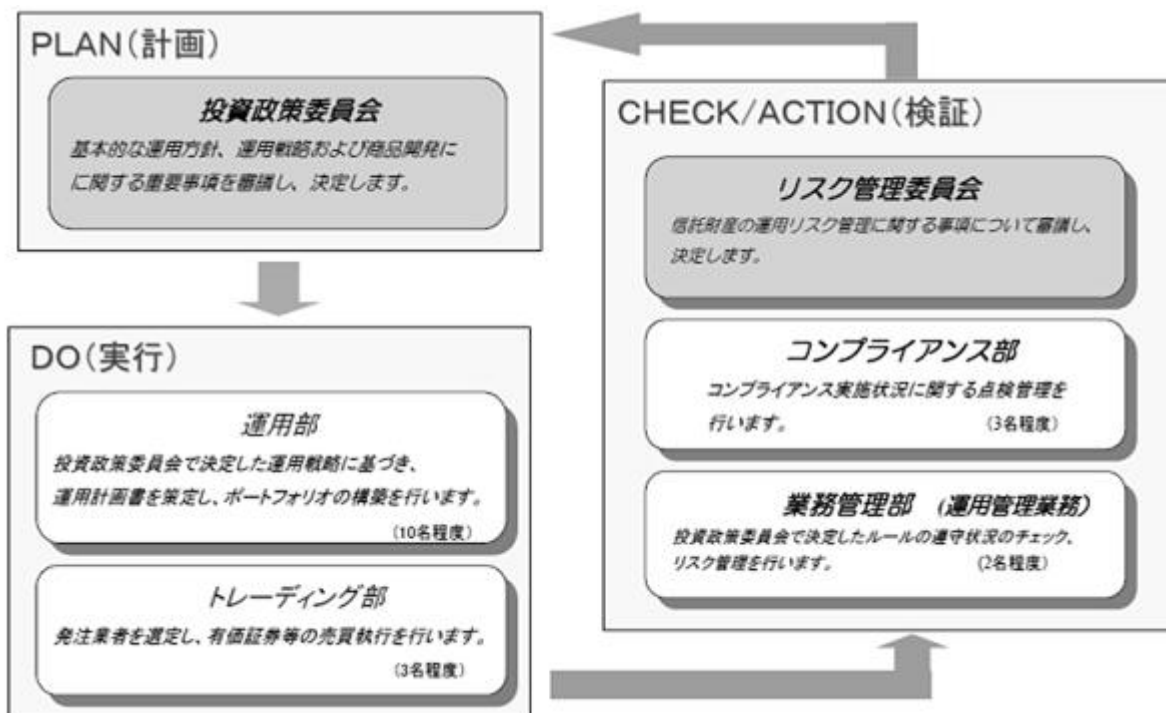 PLAN(計画)
投資政策委員会
基本的な運用方針、運用戦略および商品開発に
に関する重要事項を審議し、決定します。
DO(実行)
運用部
投資政策委員会で決定した運用戦略に基づき、
運用計画書を策定し、ポートフォリオの構築を行います。
(10名程度)
トレーディング部
発注業者を選定し、有価証券等の売買執行を行います。
(3名程度)
CHECK/ACTION(検証)
リスク管理委員会
信託財産の運用リスク管理に関する事項について審議し、
決定します。
コンプライアンス部
コンプライアンス実施状況に関する点検管理を
行います。 (3名程度)
業務管理部 (運用管理業務)
投資政策委員会で決定したルールの遵守状況のチェック、
リスク管理を行います。 (2名程度)